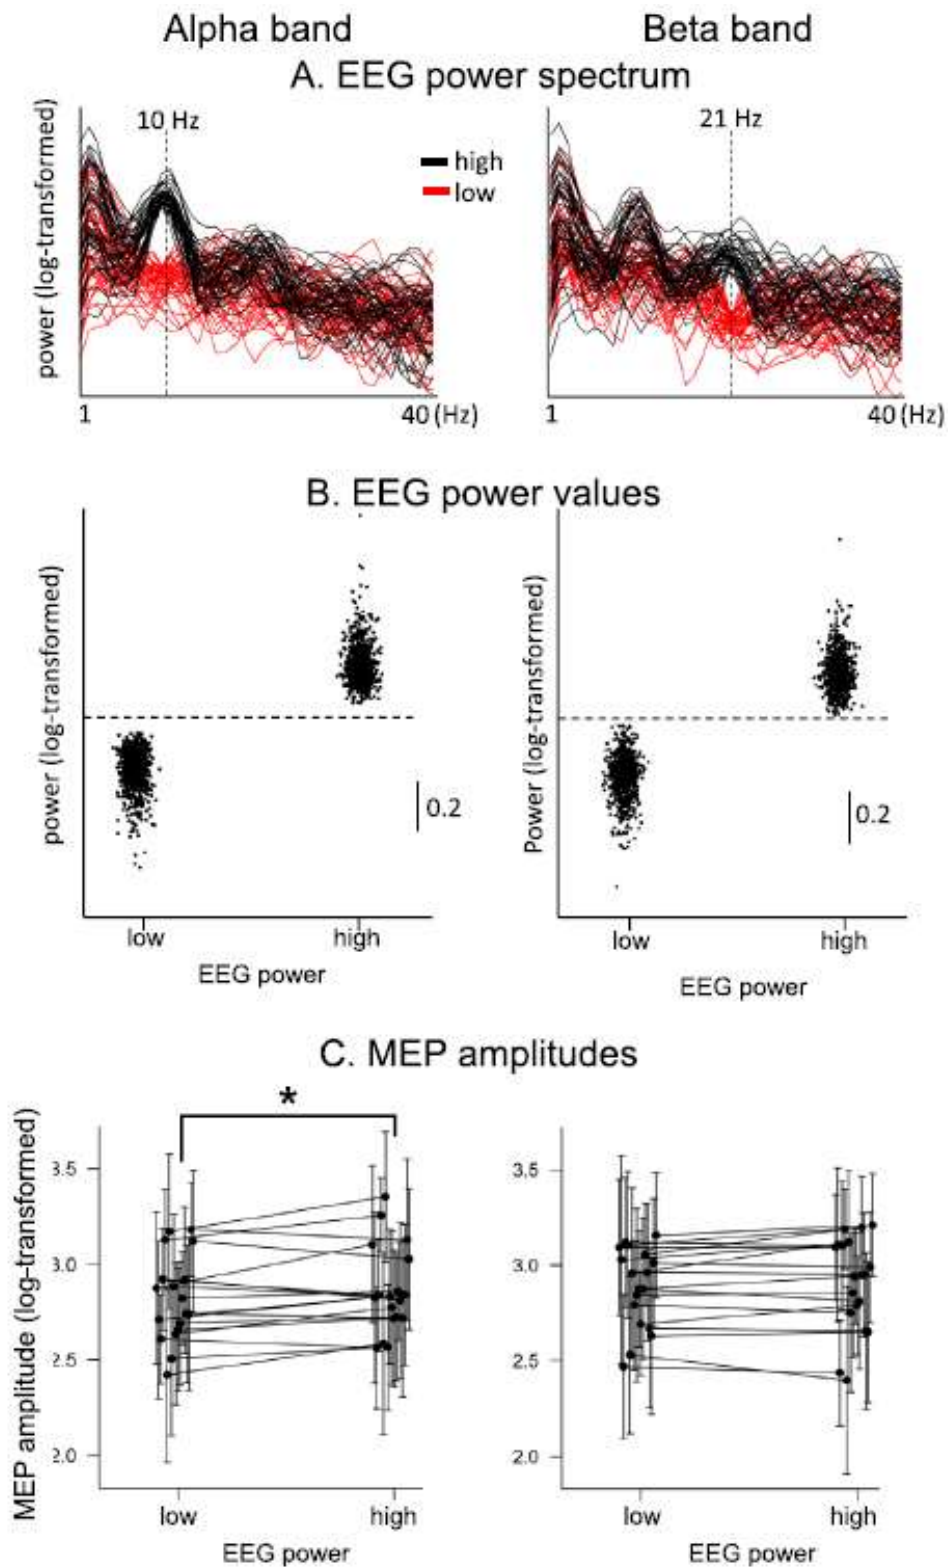 Alpha band Beta band
A. EEG power spectrum
power (log-transformed)
10 Hz
high
low
21 Hz
1 40 (Hz)
1 40 (Hz)
B. EEG power values
power (log-transformed)
0.2
low high
EEG power
Power (log-transformed)
0.2
low high
EEG power
C. MEP amplitudes
MEP amplitude (log-transformed)
*
3.5
3.0
2.5
2.0
low high
EEG power
3.5
3.0
2.5
2.0
low high
EEG power